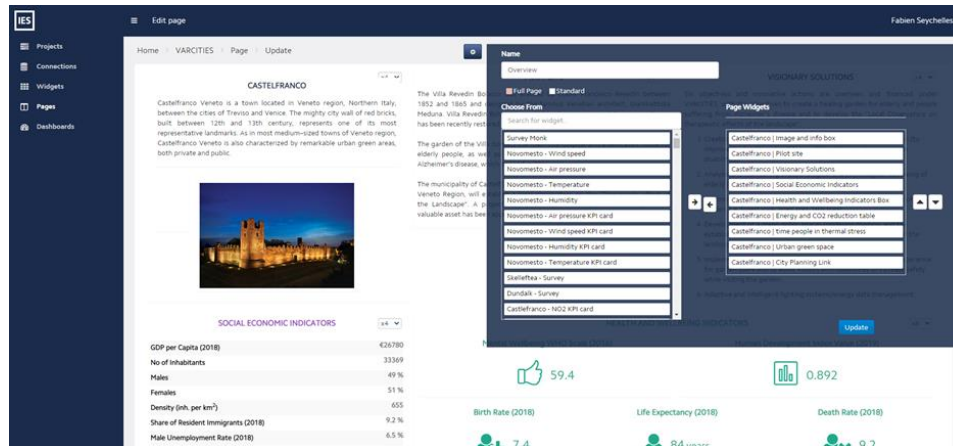 IES
Edit page
Fabien Seychelles
Projects
Connections
Widgets
Pages
Dashboards
Home VARCITIES Page Update
CASTELFRANCO
Castelfranco Veneto is a town located in Veneto region, Northern Italy,
between the cities of Treviso and Venice. The mighty city wall of red bricks,
built between 12th and 13th century, represents one of its most
representative landmarks. As in most medium-sized towns of Veneto region,
Castelfranco Veneto is also characterized by remarkable urban green areas,
both private and public.
The Villa Revedin Bo
1852 and 1865 and
Meduna. Villa Revedin
has been recently rest
The garden of the Vill
elderly people, as we
Alzheimer's disease, w
The municipality of Ca
Veneto Region, will e
the Landscape". A p
valuable asset has bee
Name
Overview
Full Page Standard
Choose From
Search for widget..
Survey Monk
Novomesto - Wind speed
Novomesto - Air pressure
Novomesto - Temperature
Novomesto - Humidity
Novomesto - Air pressure KPI card
Novomesto - Wind speed KPI card
Novomesto - Humidity KPI card
Novomesto - Temperature KPI card
Skelleftea - Survey
Dundalk - Survey
Castlefranco - NO2 KPI card
VISIONARY SOLUTIONS
Page Widgets
Castelfranco | Image and info box
Castelfranco | Pilot site
Castelfranco | Visionary Solutions
Castelfranco | Social Economic Indicators
Castelfranco | Health and Wellbeing Indicators Box
Castelfranco | Energy and CO2 reduction table
Castelfranco | time people in thermal stress
Castelfranco | Urban green space
Castelfranco | City Planning Link
Update
SOCIAL ECONOMIC INDICATORS
x4
GDP per Capita (2018) €26780
No of Inhabitants 33369
Males 49 %
Females 51 %
Density (inh. per km²) 655
Share of Resident Immigrants (2018) 9.2 %
Male Unemployment Rate (2018) 6.5 %
HEALTH AND WELLBEING INDICATORS
59.4
0.892
Birth Rate (2018)
Life Expectancy (2018)
Death Rate (2018)
7.4
84 years
9.2